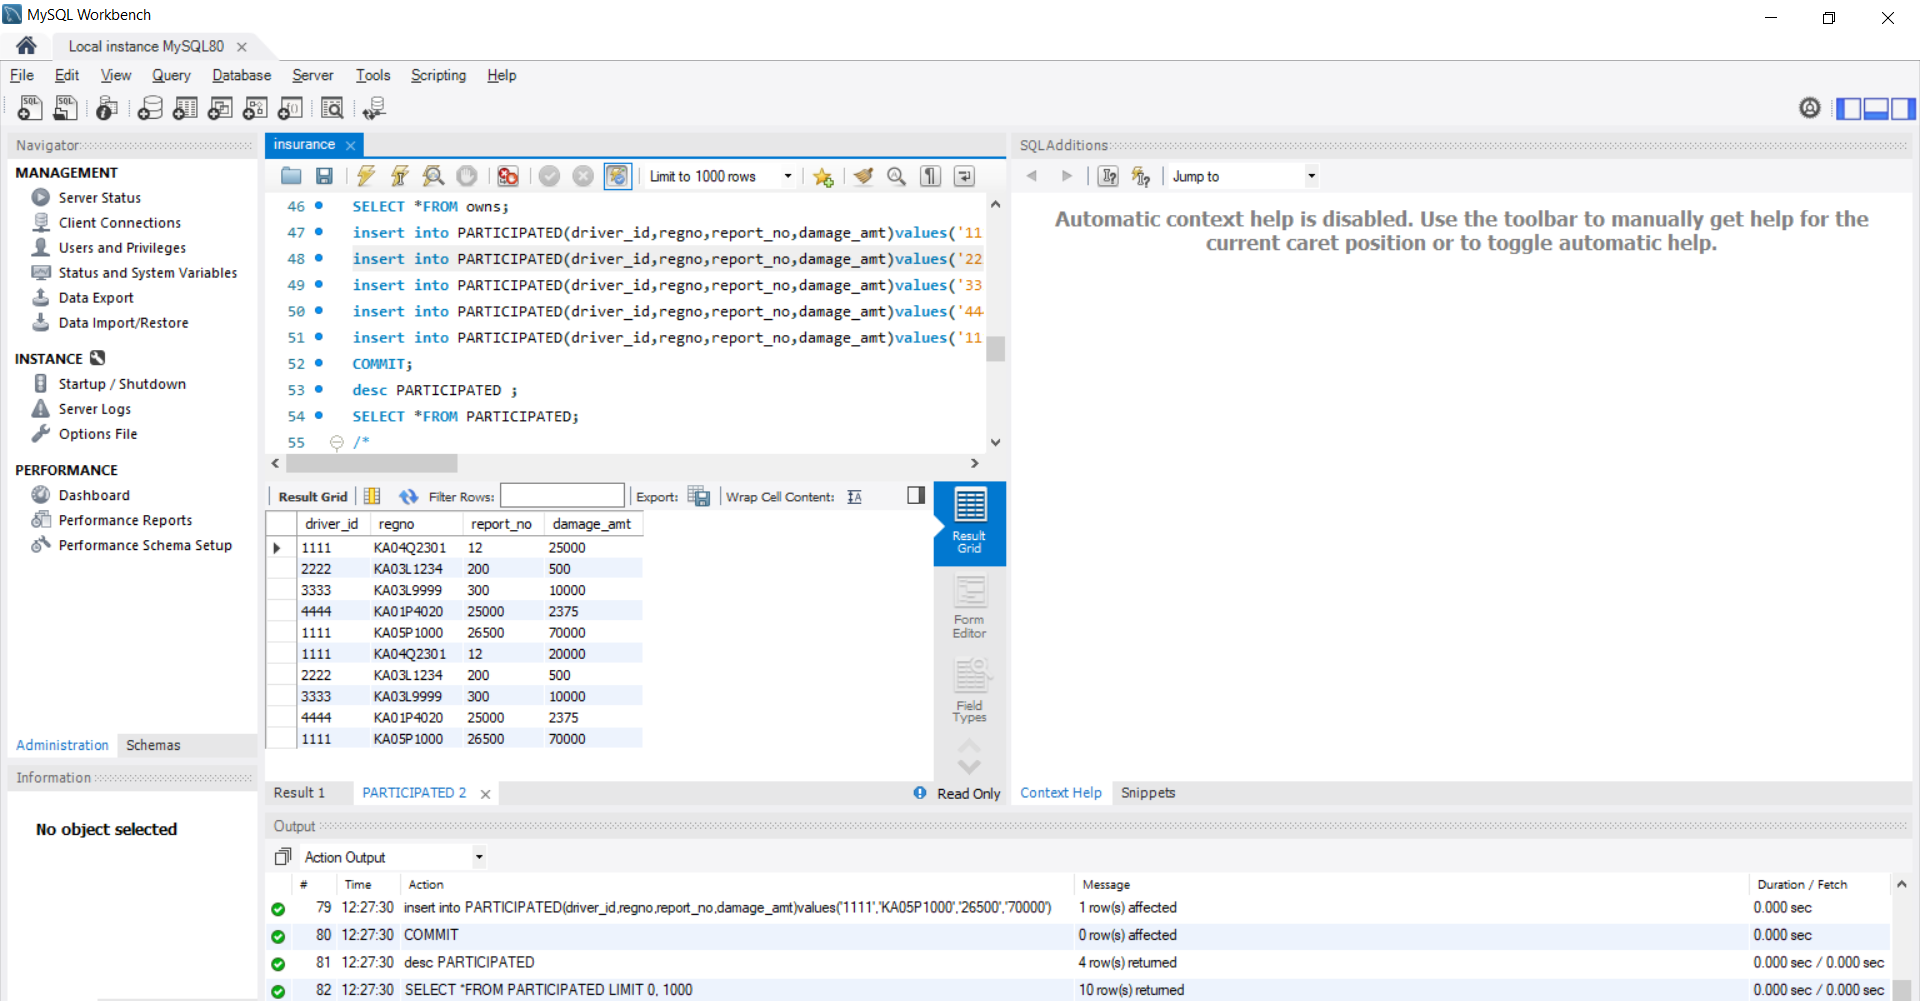 MySQL Workbench
Local instance MySQL80
File Edit View Query Database Server Tools Scripting Help
Navigator
MANAGEMENT
Server Status
Client Connections
Users and Privileges
Status and System Variables
Data Export
Data Import/Restore
INSTANCE
Startup / Shutdown
Server Logs
Options File
PERFORMANCE
Dashboard
Performance Reports
Performance Schema Setup
Administration Schemas
Information
No object selected
insurance
Limit to 1000 rows
46 SELECT *FROM owns;
47 insert into PARTICIPATED(driver_id,regno,report_no,damage_amt)values('11
48 insert into PARTICIPATED(driver_id,regno,report_no,damage_amt)values('22
49 insert into PARTICIPATED(driver_id,regno,report_no,damage_amt)values('33
50 insert into PARTICIPATED(driver_id,regno,report_no,damage_amt)values('44
51 insert into PARTICIPATED(driver_id,regno,report_no,damage_amt)values('11
52 COMMIT;
53 desc PARTICIPATED ;
54 SELECT *FROM PARTICIPATED;
55 /*
Result Grid Filter Rows: Export: Wrap Cell Content:
driver_id regno report_no damage_amt
1111 KA04Q2301 12 25000
2222 KA03L1234 200 500
3333 KA03L9999 300 10000
4444 KA01P4020 25000 2375
1111 KA05P1000 26500 70000
1111 KA04Q2301 12 20000
2222 KA03L1234 200 500
3333 KA03L9999 300 10000
4444 KA01P4020 25000 2375
1111 KA05P1000 26500 70000
Result
Grid
Form
Editor
Field
Types
Result 1 PARTICIPATED 2 Read Only
SQLAdditions
Jump to
Automatic context help is disabled. Use the toolbar to manually get help for the
current caret position or to toggle automatic help.
Context Help Snippets
Output
Action Output
# Time Action Message Duration / Fetch
79 12:27:30 insert into PARTICIPATED(driver_id,regno,report_no,damage_amt)values('1111','KA05P1000','26500','70000') 1 row(s) affected 0.000 sec
80 12:27:30 COMMIT 0 row(s) affected 0.000 sec
81 12:27:30 desc PARTICIPATED 4 row(s) returned 0.000 sec / 0.000 sec
82 12:27:30 SELECT *FROM PARTICIPATED LIMIT 0, 1000 10 row(s) returned 0.000 sec / 0.000 sec